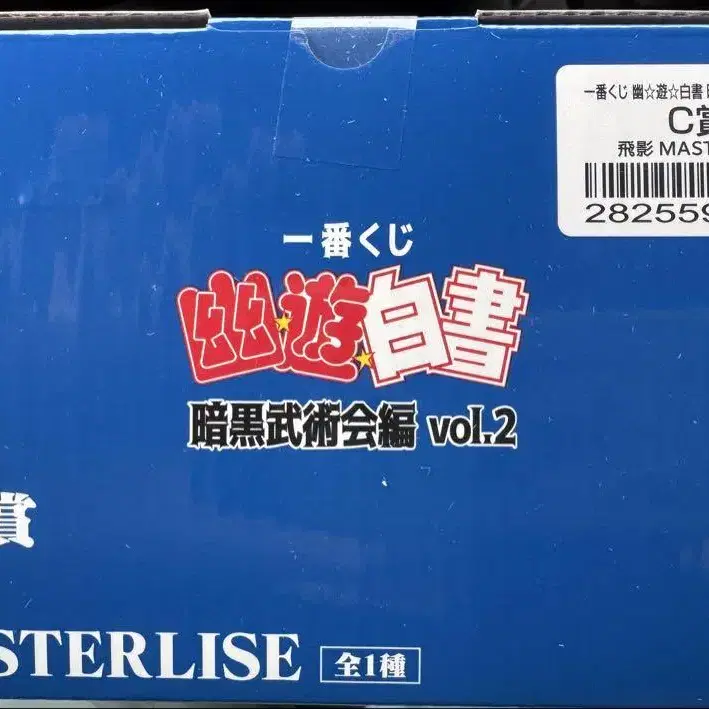 一番くじ 幽☆遊☆白書
C賞
飛影 MAST
282559
一番くじ
幽☆遊☆白書
暗黒武術会編 vol.2
賞
STERLISE 全1種